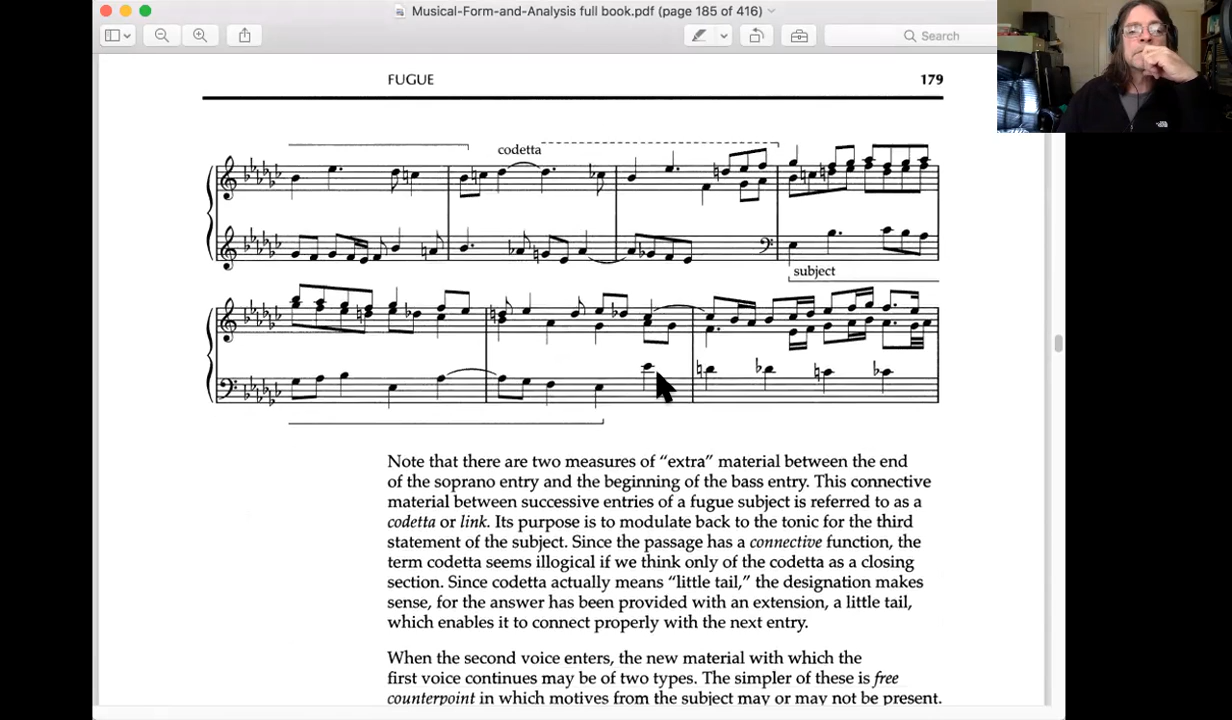 Musical-Form-and-Analysis full book.pdf (page 185 of 416)
Search
FUGUE 179
codetta
subject
Note that there are two measures of “extra” material between the end
of the soprano entry and the beginning of the bass entry. This connective
material between successive entries of a fugue subject is referred to as a
codetta or link. Its purpose is to modulate back to the tonic for the third
statement of the subject. Since the passage has a connective function, the
term codetta seems illogical if we think only of the codetta as a closing
section. Since codetta actually means “little tail,” the designation makes
sense, for the answer has been provided with an extension, a little tail,
which enables it to connect properly with the next entry.
When the second voice enters, the new material with which the
first voice continues may be of two types. The simpler of these is free
counterpoint in which motives from the subject may or may not be present.